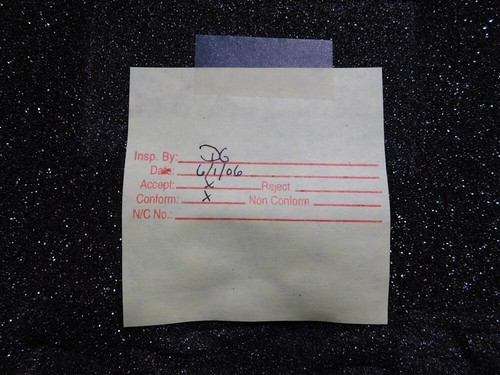 Insp. By: DG
Date: 6/1/06
Accept: X Reject
Conform: X Non Conform
N/C No.: